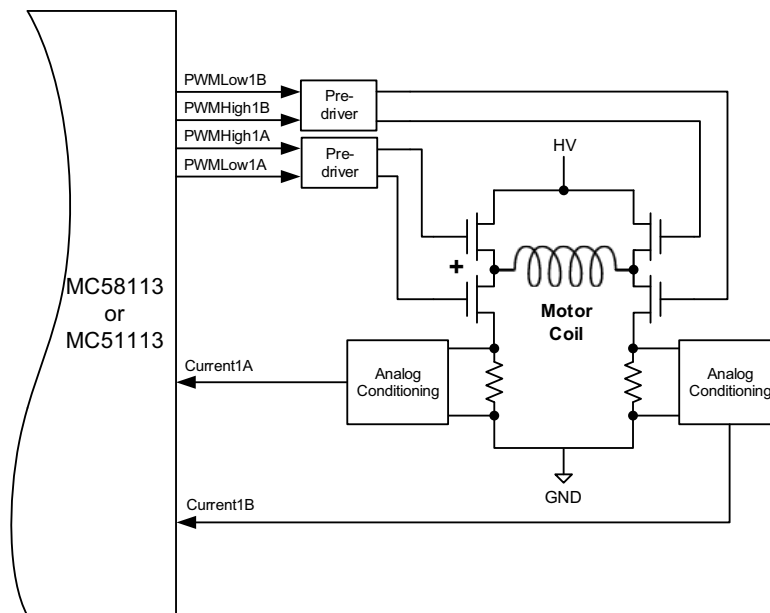 PWMLow1B
PWMHigh1B
PWMHigh1A
PWMLow1A
Pre-
driver
Pre-
driver
HV
+
Motor
Coil
MC58113
or
MC51113
Current1A
Analog
Conditioning
Analog
Conditioning
GND
Current1B